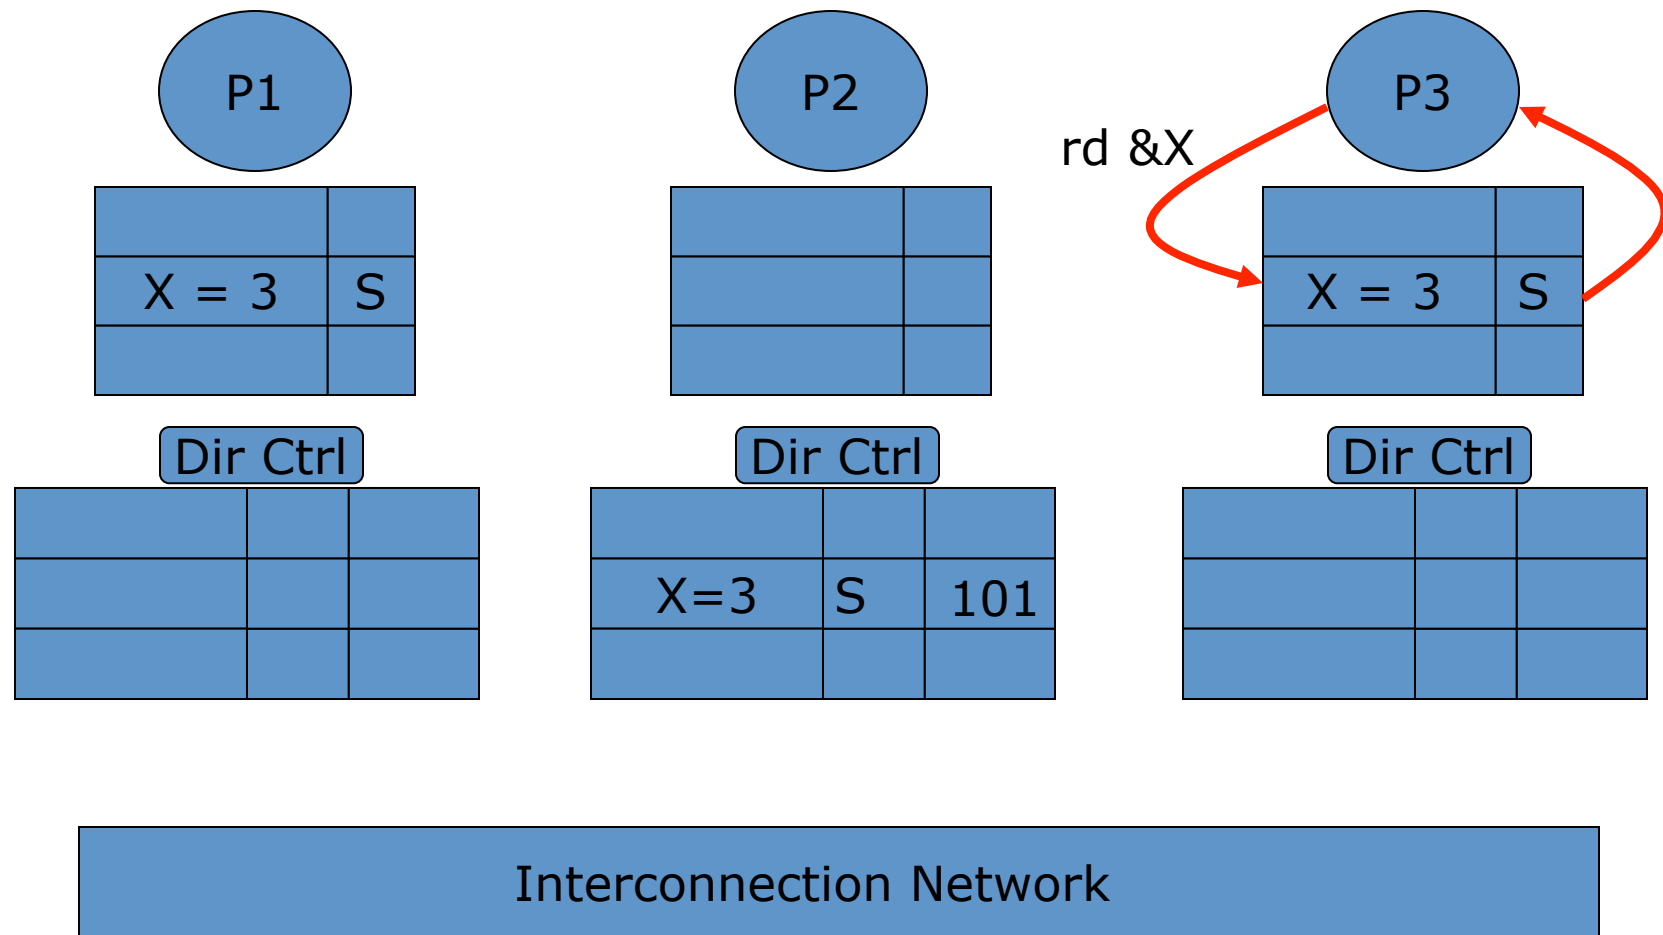 P1
P2
P3
rd &X
X = 3 S
X = 3 S
Dir Ctrl
Dir Ctrl
Dir Ctrl
X=3 S 101
Interconnection Network